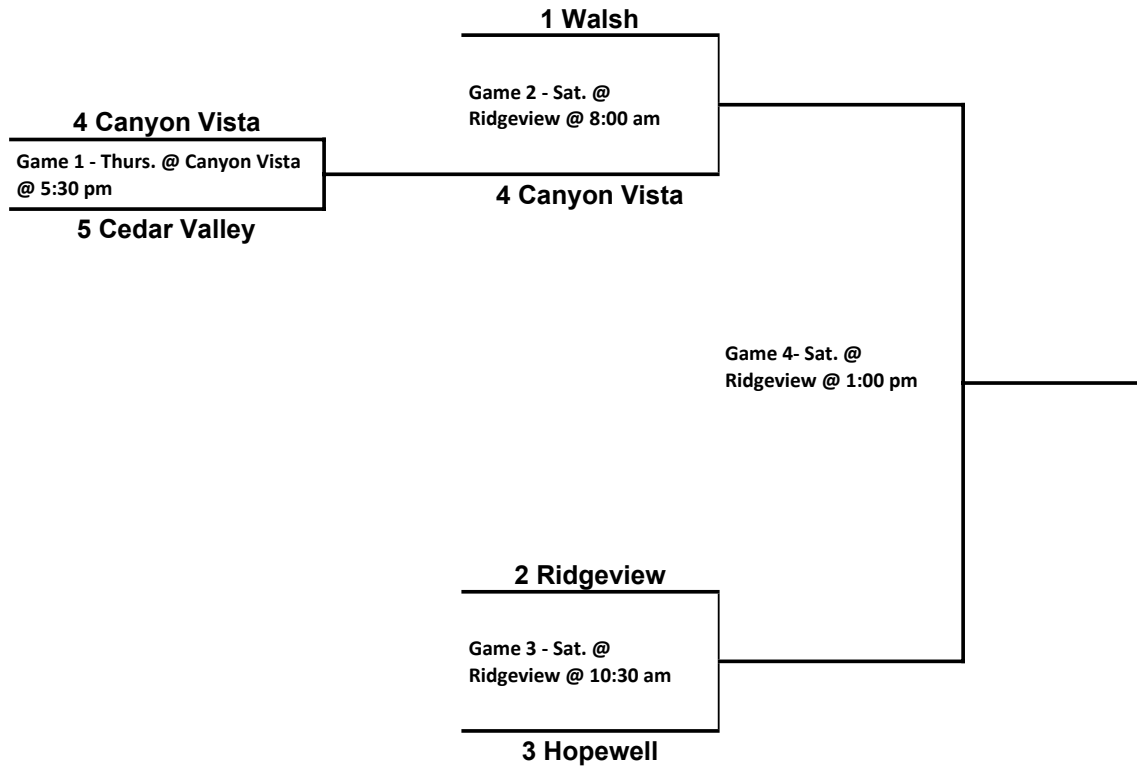 1 Walsh
Game 2 - Sat. @
Ridgeview @ 8:00 am
4 Canyon Vista
Game 1 - Thurs. @ Canyon Vista
@ 5:30 pm
4 Canyon Vista
5 Cedar Valley
Game 4- Sat. @
Ridgeview @ 1:00 pm
2 Ridgeview
Game 3 - Sat. @
Ridgeview @ 10:30 am
3 Hopewell